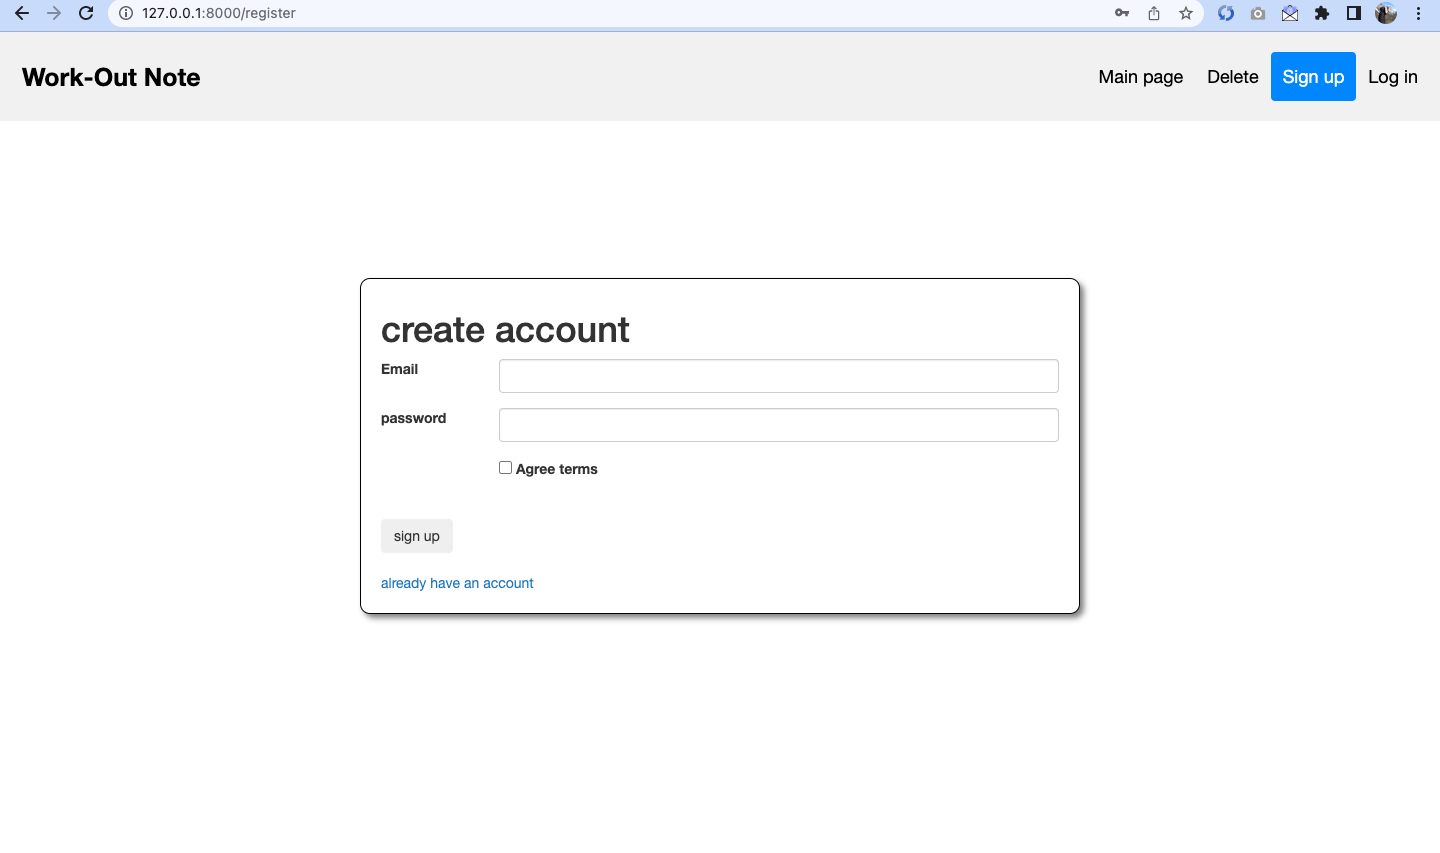 127.0.0.1:8000/register
Work-Out Note
Main page Delete Sign up Log in
create account
Email
password
Agree terms
sign up
already have an account